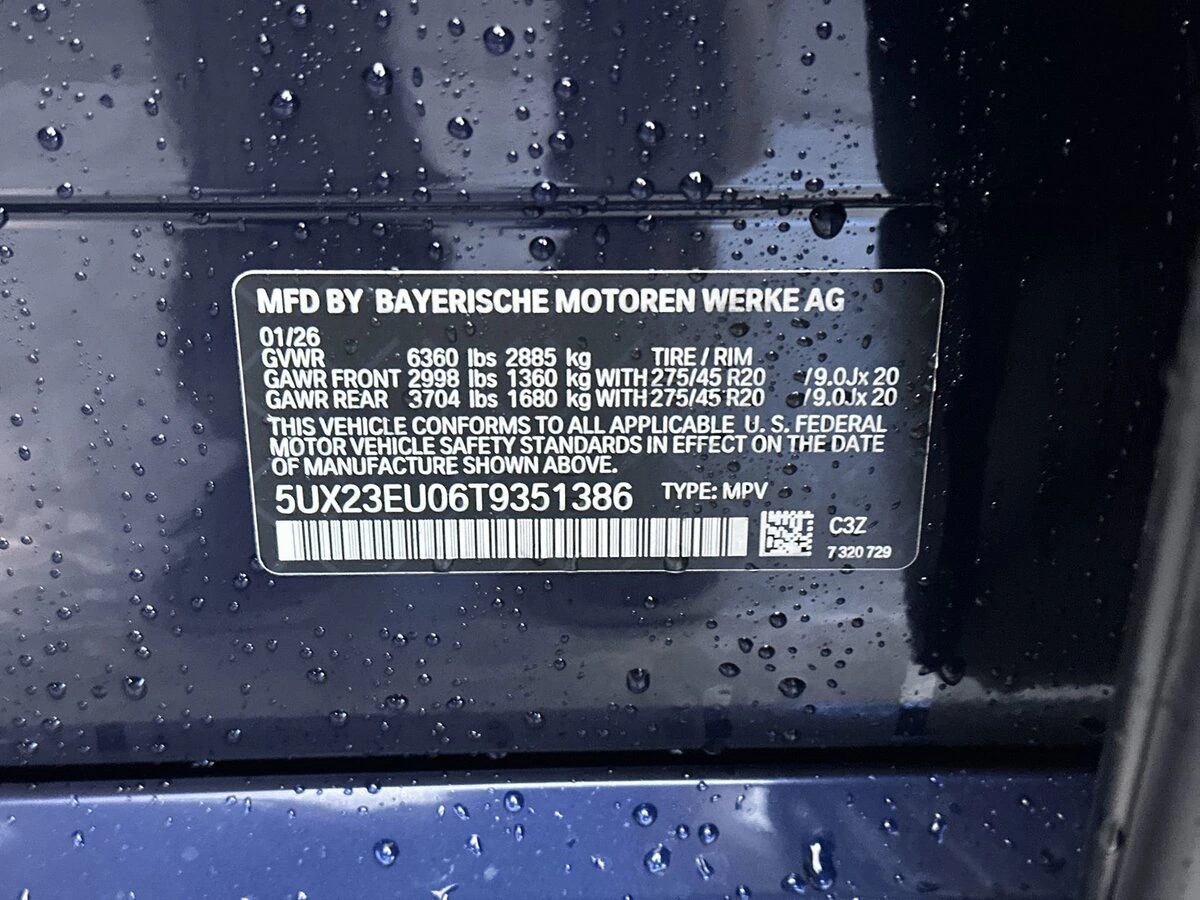 MFD BY BAYERISCHE MOTOREN WERKE AG
01/26
GVWR 6360 lbs 2885 kg TIRE / RIM
GAWR FRONT 2998 lbs 1360 kg WITH 275/45 R20 / 9.0Jx 20
GAWR REAR 3704 lbs 1680 kg WITH 275/45 R20 / 9.0Jx 20
THIS VEHICLE CONFORMS TO ALL APPLICABLE U. S. FEDERAL
MOTOR VEHICLE SAFETY STANDARDS IN EFFECT ON THE DATE
OF MANUFACTURE SHOWN ABOVE.
5UX23EU06T9351386 TYPE: MPV
C3Z
7 320 729